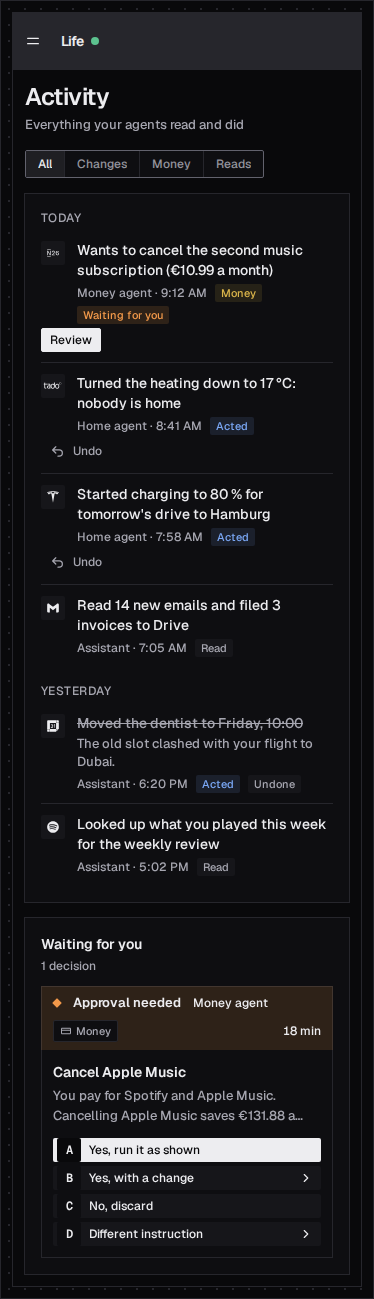 Life
Activity
Everything your agents read and did
All
Changes
Money
Reads
TODAY
N26
Wants to cancel the second music
subscription (€10.99 a month)
Money agent · 9:12 AM Money
Waiting for you
Review
tado°
Turned the heating down to 17 °C:
nobody is home
Home agent · 8:41 AM Acted
Undo
Started charging to 80 % for
tomorrow's drive to Hamburg
Home agent · 7:58 AM Acted
Undo
Read 14 new emails and filed 3
invoices to Drive
Assistant · 7:05 AM Read
YESTERDAY
Moved the dentist to Friday, 10:00
The old slot clashed with your flight to
Dubai.
Assistant · 6:20 PM Acted Undone
Looked up what you played this week
for the weekly review
Assistant · 5:02 PM Read
Waiting for you
1 decision
Approval needed Money agent
Money 18 min
Cancel Apple Music
You pay for Spotify and Apple Music.
Cancelling Apple Music saves €131.88 a…
A Yes, run it as shown
B Yes, with a change
C No, discard
D Different instruction